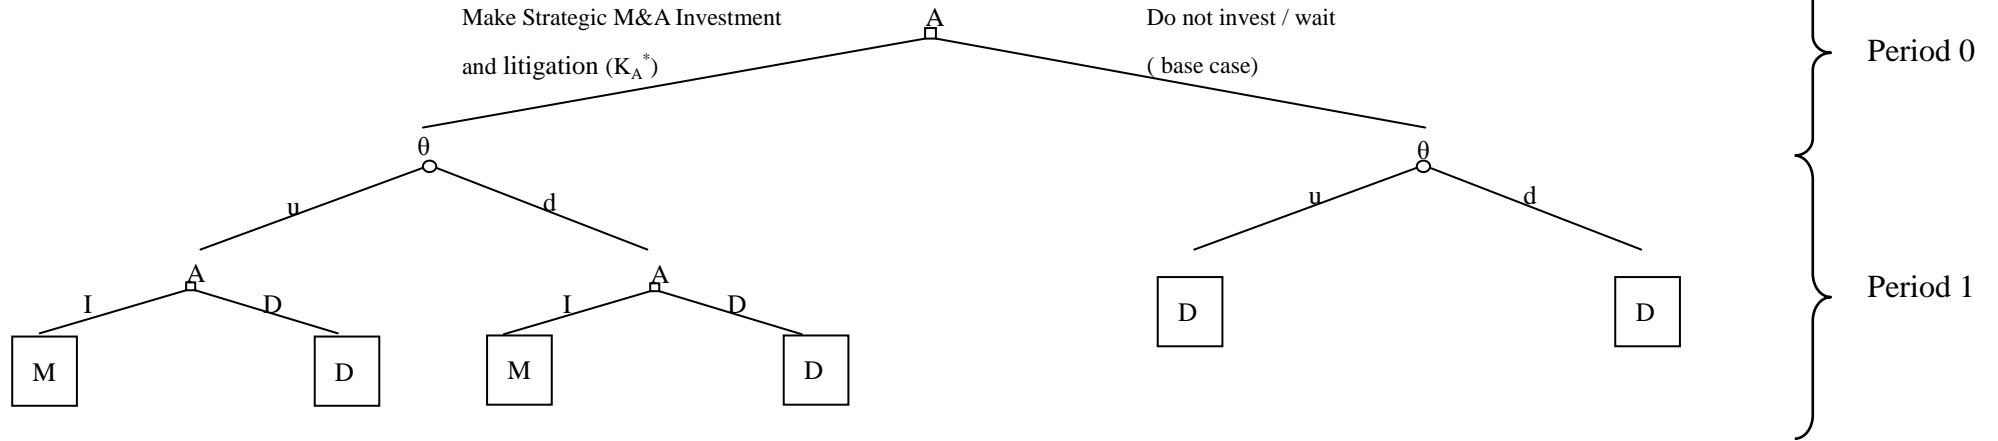 Make Strategic M&A Investment
and litigation (K_A^*)
A
Do not invest / wait
( base case)
Period 0
θ
θ
u
d
u
d
A
A
I
D
I
D
Period 1
D
D
M
D
M
D